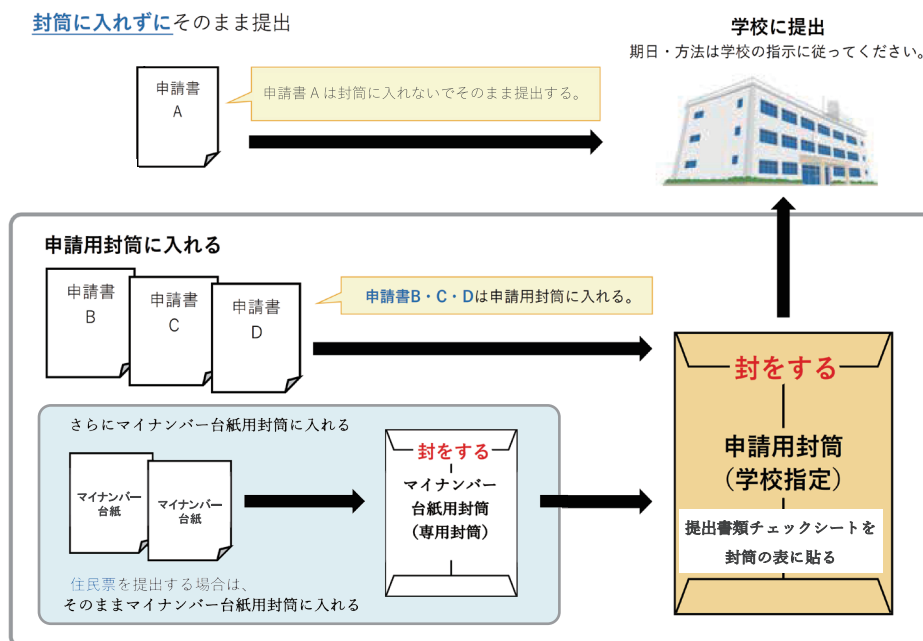 封筒に入れずにそのまま提出
学校に提出
期日・方法は学校の指示に従ってください。
申請書
A
申請書Aは封筒に入れないでそのまま提出する。
申請用封筒に入れる
申請書
B
申請書
C
申請書
D
申請書B・C・Dは申請用封筒に入れる。
さらにマイナンバー台紙用封筒に入れる
マイナンバー
台紙
マイナンバー
台紙
封をする
マイナンバー
台紙用封筒
(専用封筒)
住民票を提出する場合は、
そのままマイナンバー台紙用封筒に入れる
封をする
申請用封筒
(学校指定)
提出書類チェックシートを
封筒の表に貼る